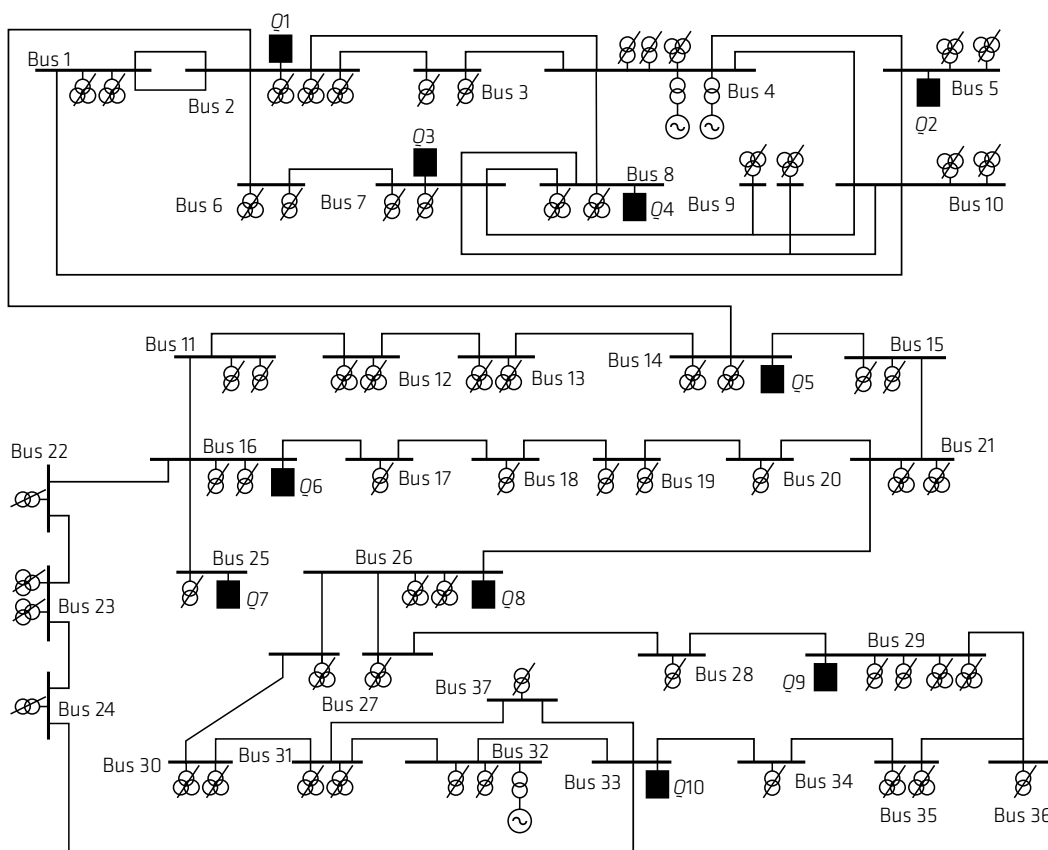 Q1
Bus 1
Bus 2
Bus 3
Bus 4
Bus 5
Q2
Q3
Bus 6
Bus 7
Bus 8
Q4
Bus 9
Bus 10
Bus 11
Bus 12
Bus 13
Bus 14
Q5
Bus 15
Bus 16
Q6
Bus 17
Bus 18
Bus 19
Bus 20
Bus 21
Bus 22
Bus 23
Bus 24
Bus 25
Q7
Bus 26
Q8
Bus 27
Bus 28
Bus 29
Q9
Bus 37
Bus 30
Bus 31
Bus 32
Bus 33
Q10
Bus 34
Bus 35
Bus 36